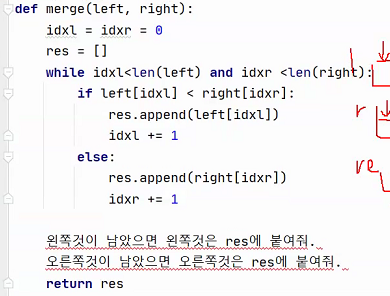 def merge(left, right):
    idxl = idxr = 0
    res = []
    while idxl<len(left) and idxr <len(right):
        if left[idxl] < right[idxr]:
            res.append(left[idxl])
            idxl += 1
        else:
            res.append(right[idxr])
            idxr += 1
    왼쪽것이 남았으면 왼쪽것은 res에 붙여줘.
    오른쪽것이 남았으면 오른쪽것은 res에 붙여줘.
    return res
l
r
re